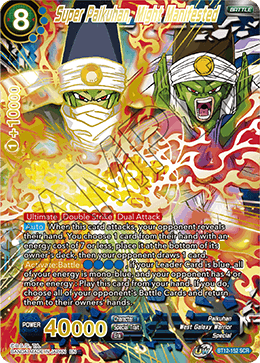 8
Super Paikuhan, Might Manifested
BATTLE
1 +10000
Ultimate Double Strike Dual Attack
Auto When this card attacks, your opponent reveals
their hand. You choose 1 card from their hand with an
energy cost of 7 or less, place it at the bottom of its
owner's deck, then your opponent draws 1 card.
Activate: Battle : If your Leader Card is blue, all
of your energy is mono-blue, and your opponent has 4 or
more energy: Play this card from your hand. If you do,
choose all of your opponent's Battle Cards and return
them to their owners' hands.
POWER 40000
Character
Paikuhan
Special Trait
West Galaxy Warrior
Era
Special
BT12-152 SCR